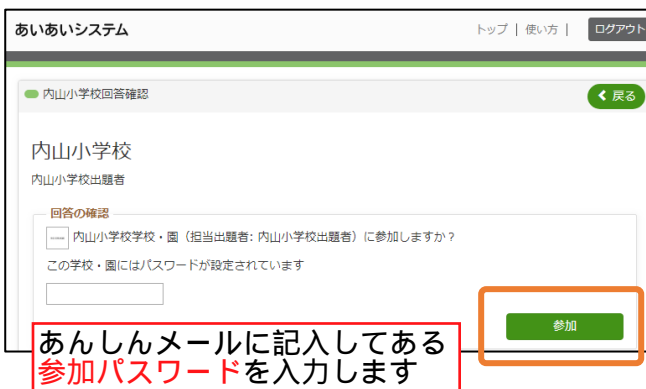 あいあいシステム
トップ | 使い方 | ログアウト
内山小学校回答確認
戻る
内山小学校
内山小学校出題者
回答の確認
内山小学校学校・園（担当出題者: 内山小学校出題者）に参加しますか？
この学校・園にはパスワードが設定されています
参加
あんしんメールに記入してある
参加パスワードを入力します